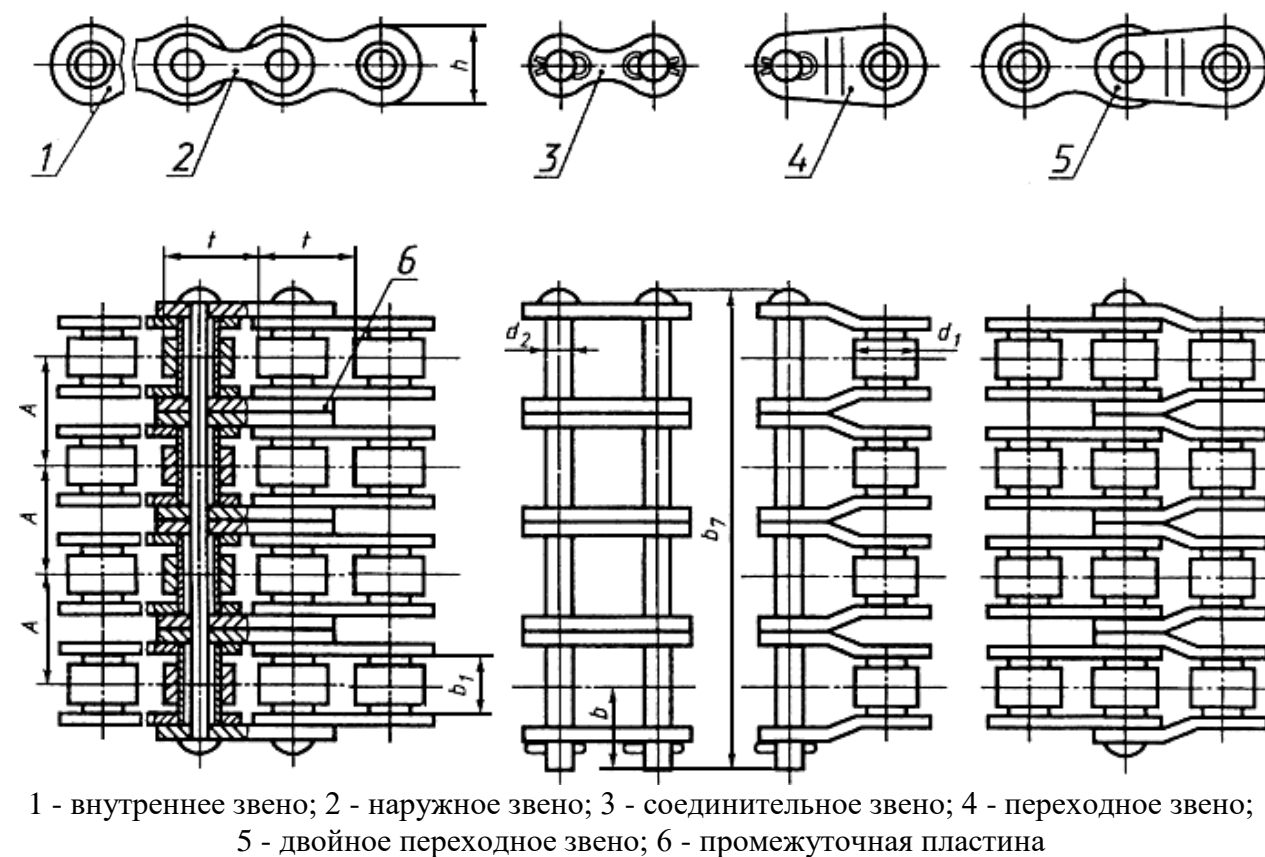 h
1 2 3 4 5
t t 6
d₂ d₁
A
A b₇
A
b₁ b
1 - внутреннее звено; 2 - наружное звено; 3 - соединительное звено; 4 - переходное звено;
5 - двойное переходное звено; 6 - промежуточная пластина